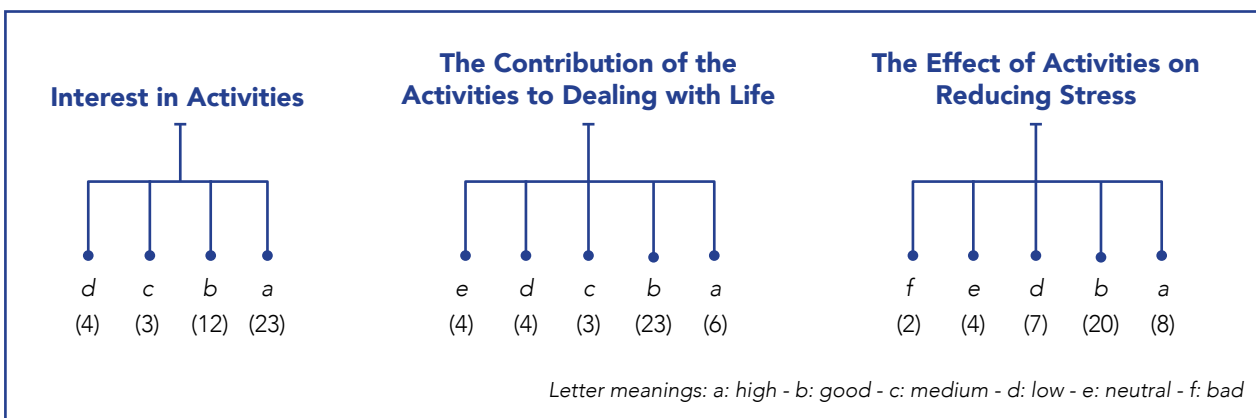 Interest in Activities
d c b a
(4) (3) (12) (23)
The Contribution of the
Activities to Dealing with Life
e d c b a
(4) (4) (3) (23) (6)
The Effect of Activities on
Reducing Stress
f e d b a
(2) (4) (7) (20) (8)
Letter meanings: a: high - b: good - c: medium - d: low - e: neutral - f: bad